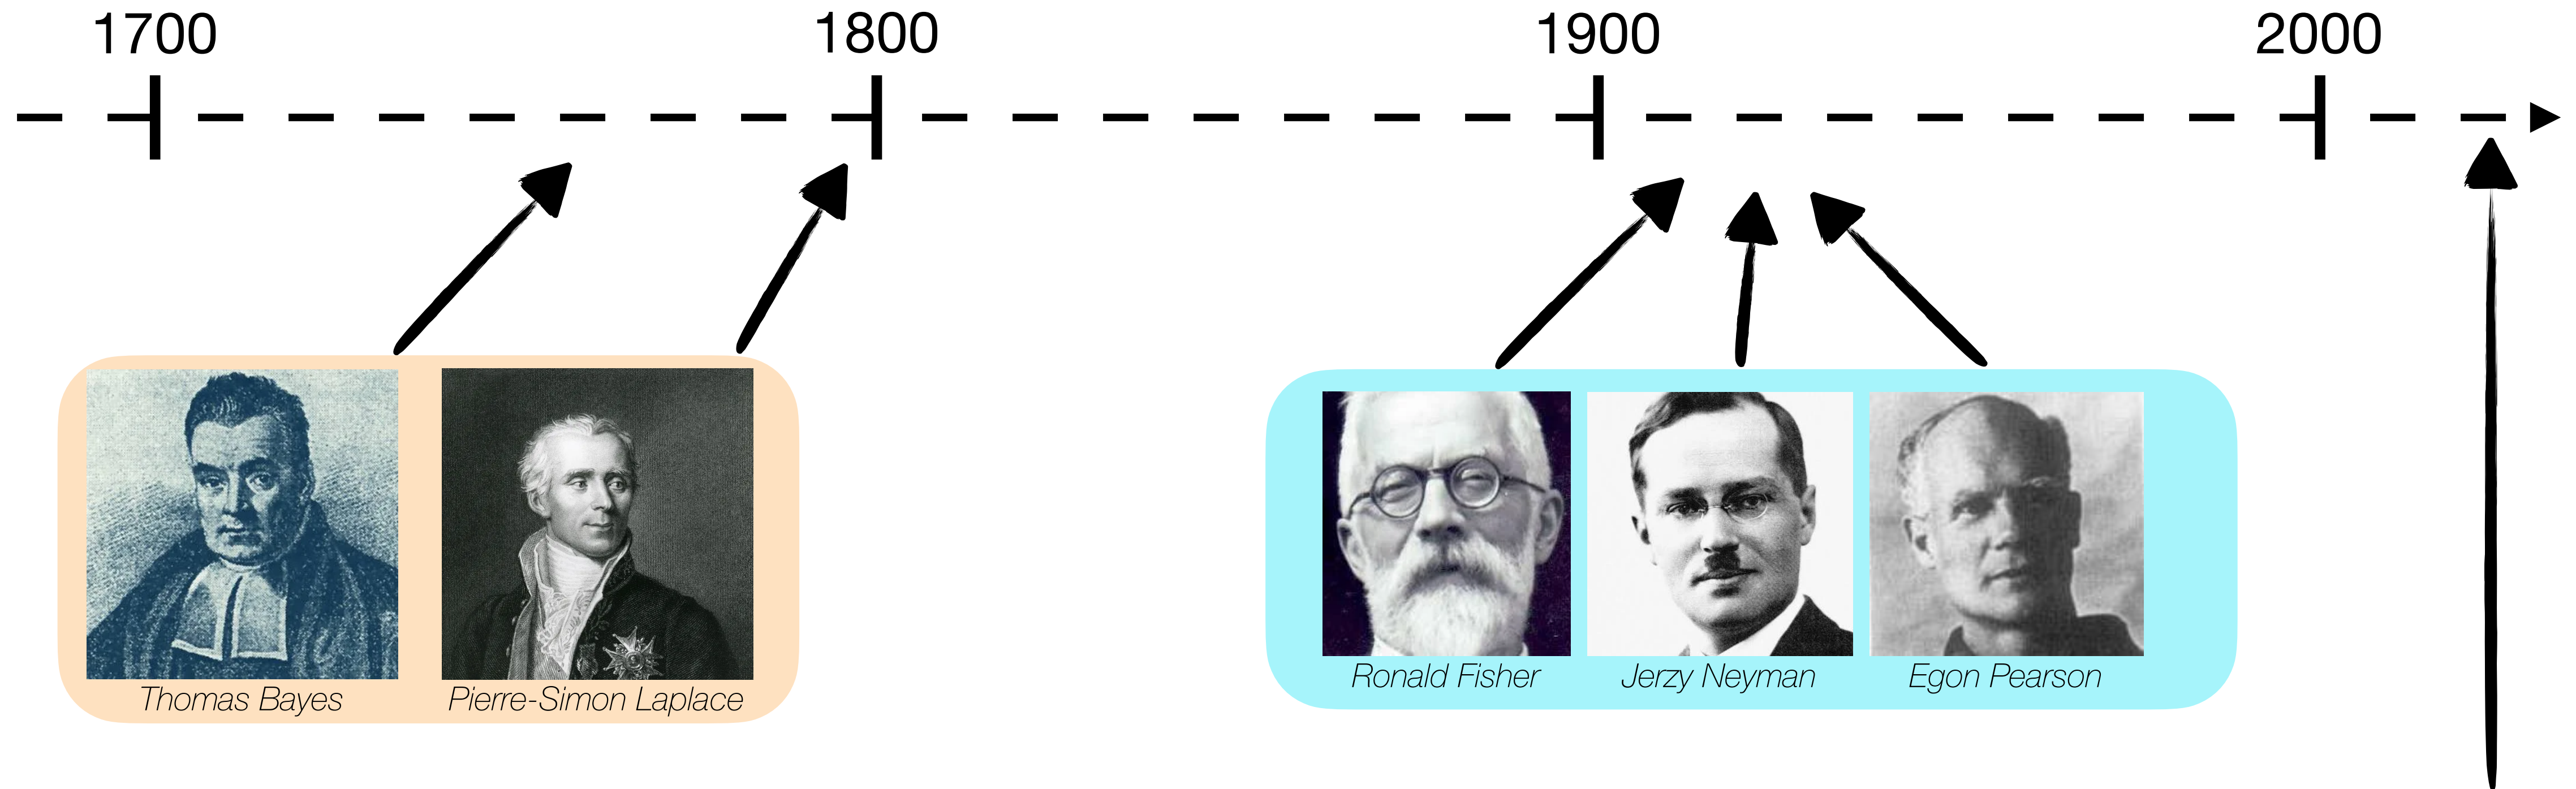 1700 1800 1900 2000
Thomas Bayes Pierre-Simon Laplace
Ronald Fisher Jerzy Neyman Egon Pearson